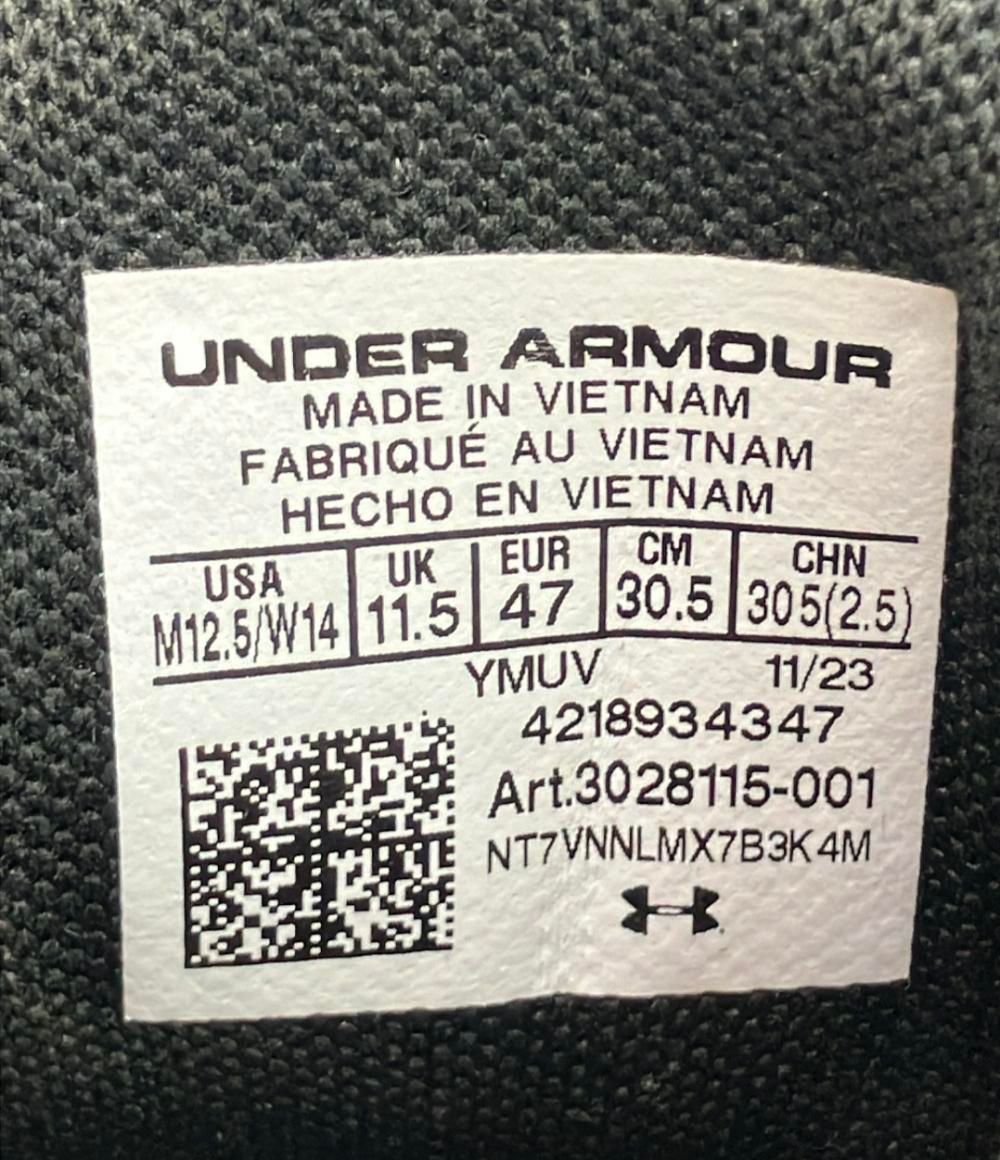 UNDER ARMOUR
MADE IN VIETNAM
FABRIQUÉ AU VIETNAM
HECHO EN VIETNAM
USA UK EUR CM CHN
M12.5/W14 11.5 47 30.5 305(2.5)
YMUV 11/23
4218934347
Art.3028115-001
NT7VNNLMX7B3K4M